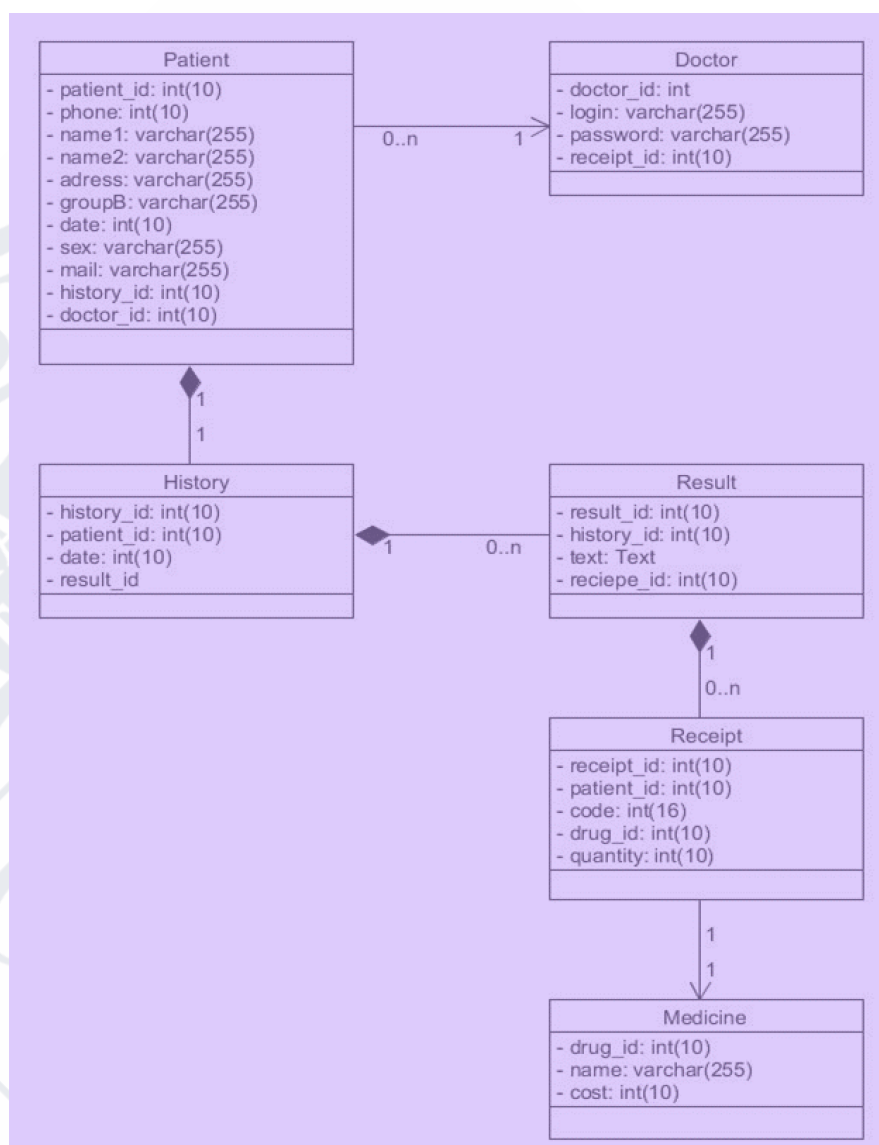 Patient
- patient_id: int(10)
- phone: int(10)
- name1: varchar(255)
- name2: varchar(255)
- adress: varchar(255)
- groupB: varchar(255)
- date: int(10)
- sex: varchar(255)
- mail: varchar(255)
- history_id: int(10)
- doctor_id: int(10)
0..n
1
Doctor
- doctor_id: int
- login: varchar(255)
- password: varchar(255)
- receipt_id: int(10)
1
1
History
- history_id: int(10)
- patient_id: int(10)
- date: int(10)
- result_id
1
0..n
Result
- result_id: int(10)
- history_id: int(10)
- text: Text
- reciepe_id: int(10)
1
0..n
Receipt
- receipt_id: int(10)
- patient_id: int(10)
- code: int(16)
- drug_id: int(10)
- quantity: int(10)
1
1
Medicine
- drug_id: int(10)
- name: varchar(255)
- cost: int(10)